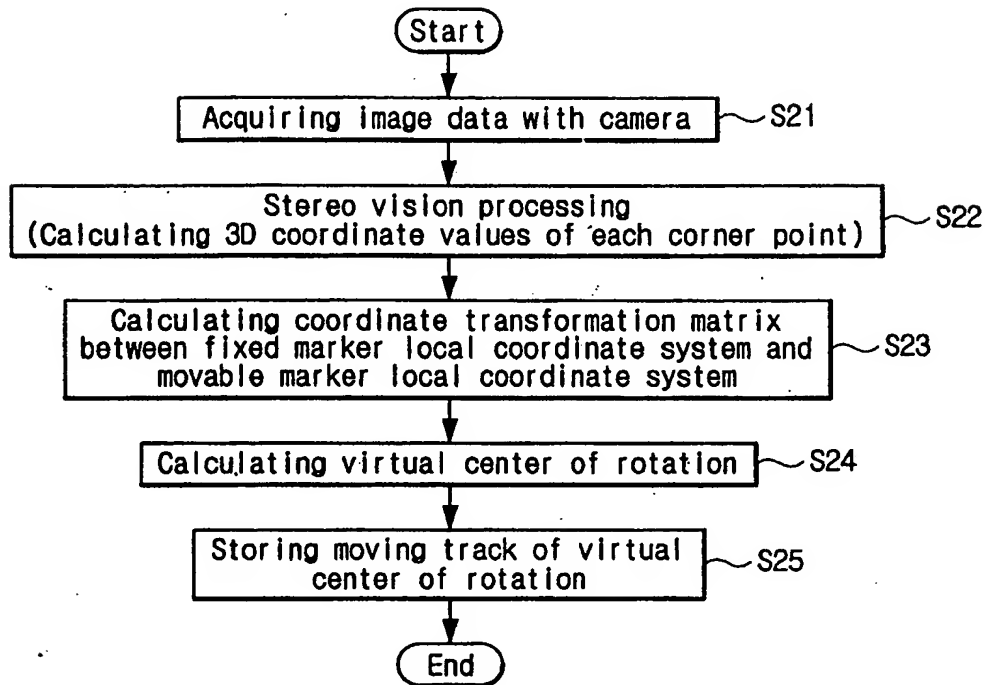 Start
Acquiring image data with camera
S21
Stereo vision processing
(Calculating 3D coordinate values of each corner point)
S22
Calculating coordinate transformation matrix
between fixed marker local coordinate system and
movable marker local coordinate system
S23
Calculating virtual center of rotation
S24
Storing moving track of virtual
center of rotation
S25
End